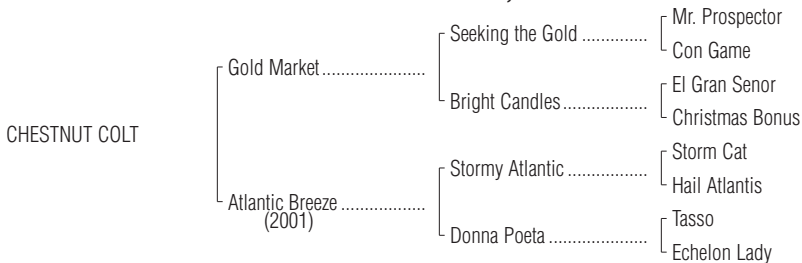 Mr. Prospector
Seeking the Gold ..............
Con Game
Gold Market ......................
El Gran Senor
Bright Candles ..................
Christmas Bonus
CHESTNUT COLT
Storm Cat
Stormy Atlantic .................
Hail Atlantis
Atlantic Breeze ..................
(2001)
Tasso
Donna Poeta .....................
Echelon Lady